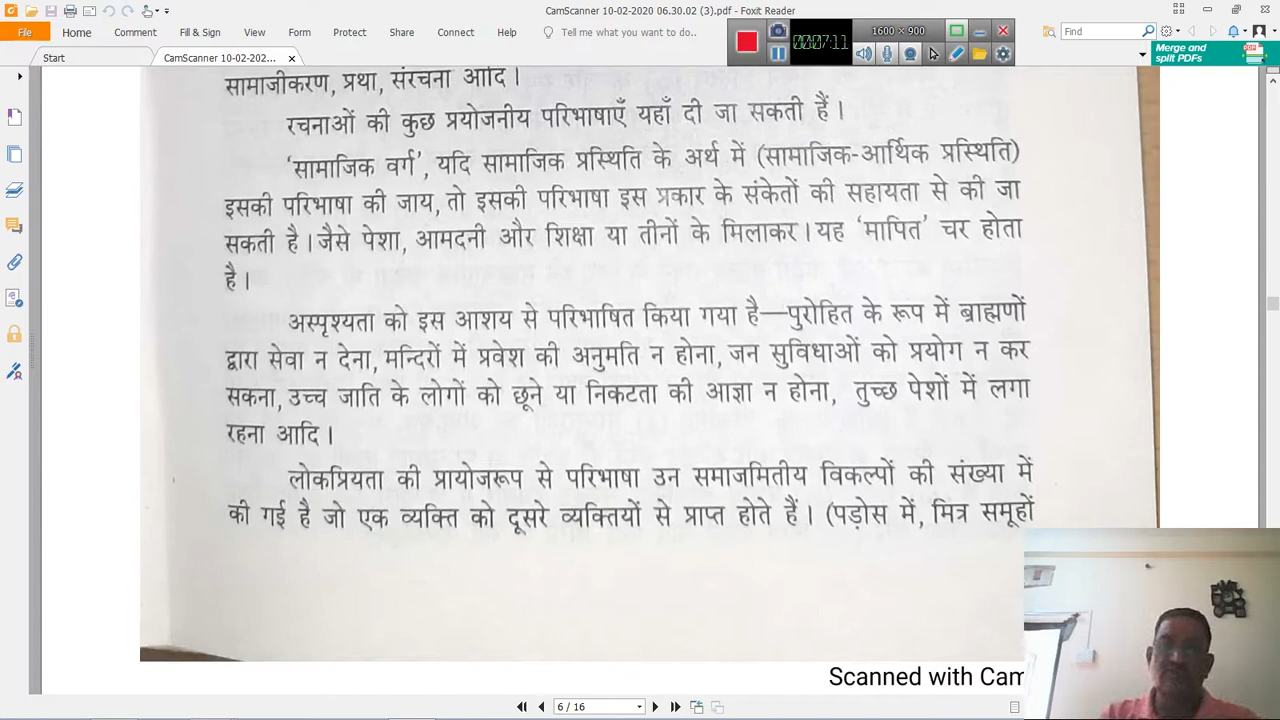 CamScanner 10-02-2020 06.30.02 (3).pdf - Foxit Reader
File Home Comment Fill & Sign View Form Protect Share Connect Help Tell me what you want to do.. Find
00:07:11 1600 × 900
Start CamScanner 10-02-202... Merge and split PDFs
सामाजीकरण, प्रथा, संरचना आदि।
रचनाओं की कुछ प्रयोजनीय परिभाषाएँ यहाँ दी जा सकती हैं।
‘सामाजिक वर्ग’, यदि सामाजिक प्रस्थिति के अर्थ में (सामाजिक-आर्थिक प्रस्थिति)
इसकी परिभाषा की जाय, तो इसकी परिभाषा इस प्रकार के संकेतों की सहायता से की जा
सकती है। जैसे पेशा, आमदनी और शिक्षा या तीनों के मिलाकर। यह ‘मापित’ चर होता
है।
अस्पृश्यता को इस आशय से परिभाषित किया गया है—पुरोहित के रूप में ब्राह्मणों
द्वारा सेवा न देना, मन्दिरों में प्रवेश की अनुमति न होना, जन सुविधाओं को प्रयोग न कर
सकना, उच्च जाति के लोगों को छूने या निकटता की आज्ञा न होना, तुच्छ पेशों में लगा
रहना आदि।
लोकप्रियता की प्रायोजरूप से परिभाषा उन समाजमितीय विकल्पों की संख्या में
की गई है जो एक व्यक्ति को दूसरे व्यक्तियों से प्राप्त होते हैं। (पड़ोस में, मित्र समूहों
Scanned with Cam
6 / 16